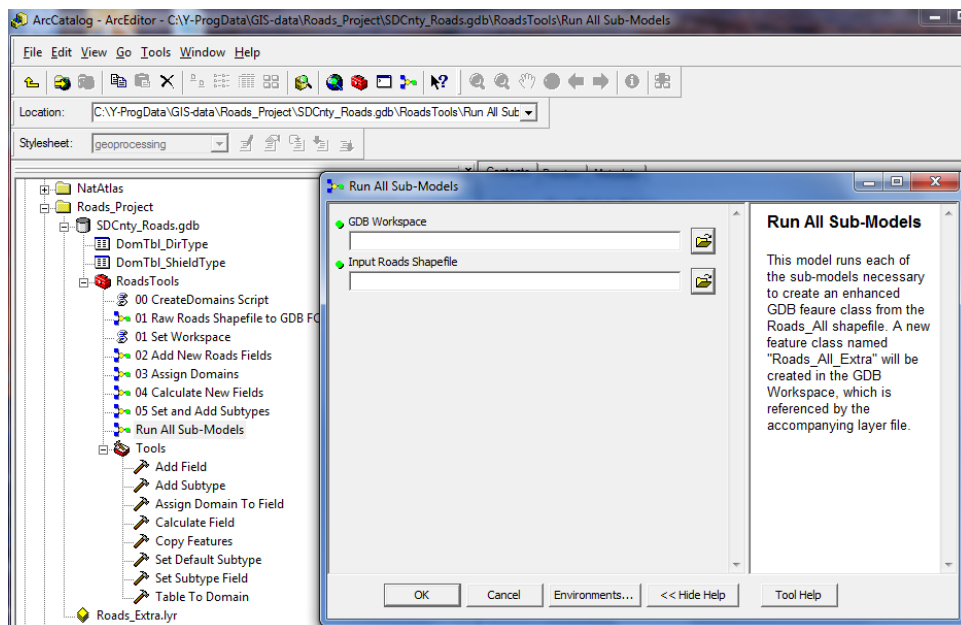 ArcCatalog - ArcEditor - C:\Y-ProgData\GIS-data\Roads_Project\SDCnty_Roads.gdb\RoadsTools\Run All Sub-Models
File Edit View Go Tools Window Help
Location: C:\Y-ProgData\GIS-data\Roads_Project\SDCnty_Roads.gdb\RoadsTools\Run All Sub
Stylesheet: geoprocessing
NatAtlas
Roads_Project
SDCnty_Roads.gdb
DomTbl_DirType
DomTbl_ShieldType
RoadsTools
00 CreateDomains Script
01 Raw Roads Shapefile to GDB FC
01 Set Workspace
02 Add New Roads Fields
03 Assign Domains
04 Calculate New Fields
05 Set and Add Subtypes
Run All Sub-Models
Tools
Add Field
Add Subtype
Assign Domain To Field
Calculate Field
Copy Features
Set Default Subtype
Set Subtype Field
Table To Domain
Roads_Extra.lyr
Run All Sub-Models
GDB Workspace
Input Roads Shapefile
Run All Sub-Models
This model runs each of
the sub-models necessary
to create an enhanced
GDB feaure class from the
Roads_All shapefile. A new
feature class named
"Roads_All_Extra" will be
created in the GDB
Workspace, which is
referenced by the
accompanying layer file.
OK Cancel Environments... << Hide Help Tool Help